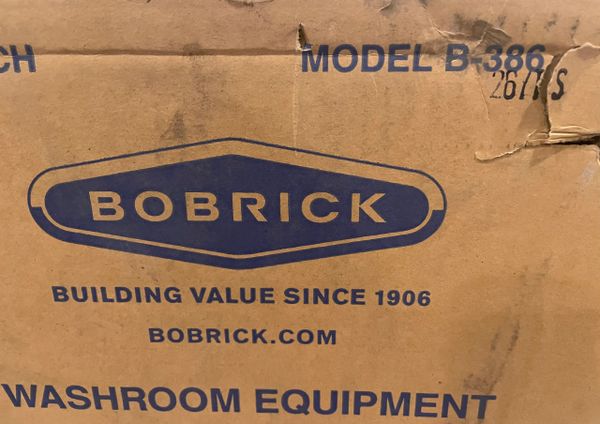 CH MODEL B-386
BOBRICK
BUILDING VALUE SINCE 1906
BOBRICK.COM
WASHROOM EQUIPMENT